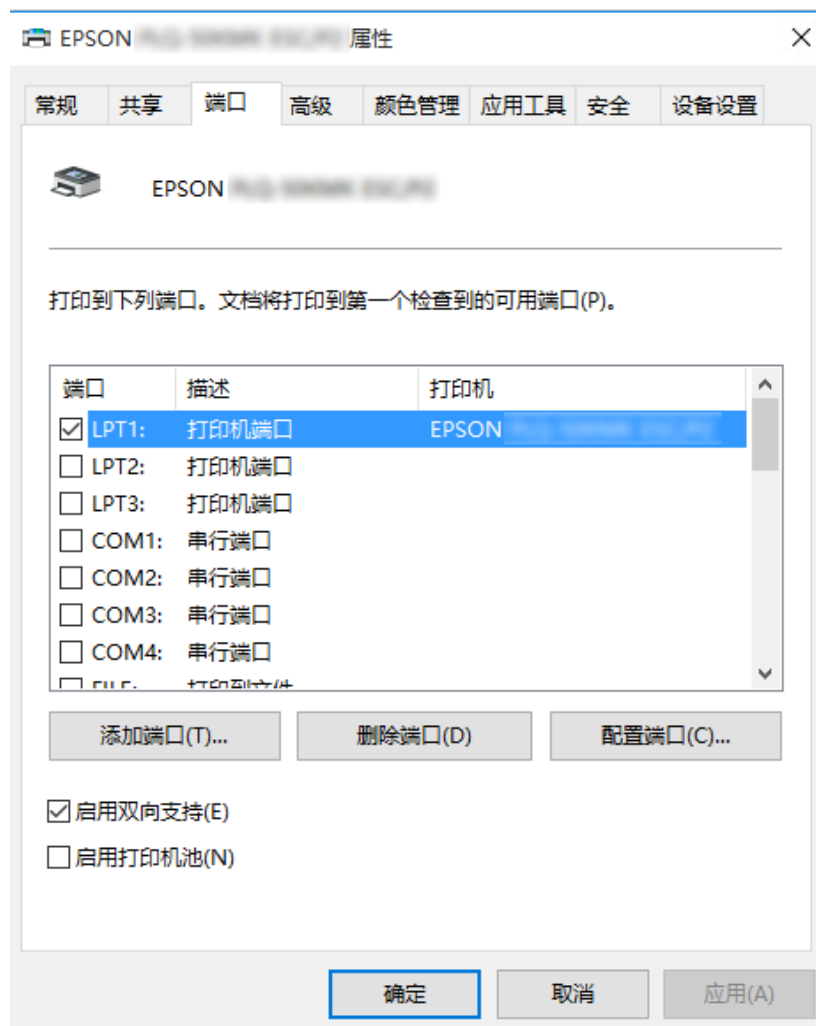 EPSON 属性
常规 共享 端口 高级 颜色管理 应用工具 安全 设备设置
EPSON
打印到下列端口。文档将打印到第一个检查到的可用端口(P)。
端口 描述 打印机
LPT1: 打印机端口 EPSON
LPT2: 打印机端口
LPT3: 打印机端口
COM1: 串行端口
COM2: 串行端口
COM3: 串行端口
COM4: 串行端口
FILE: 打印到文件
添加端口(T)... 删除端口(D) 配置端口(C)...
启用双向支持(E)
启用打印机池(N)
确定 取消 应用(A)